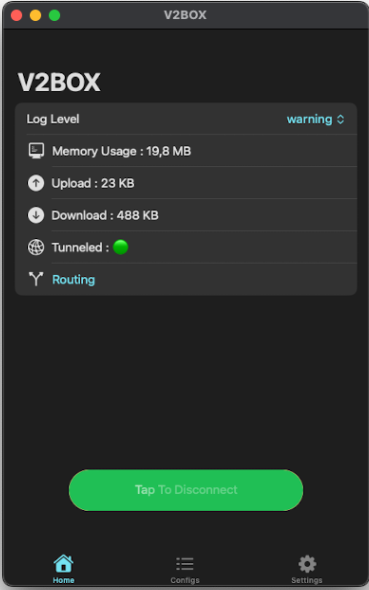 V2BOX
V2BOX
Log Level warning
Memory Usage : 19,8 MB
Upload : 23 KB
Download : 488 KB
Tunneled :
Routing
Tap To Disconnect
Home Configs Settings